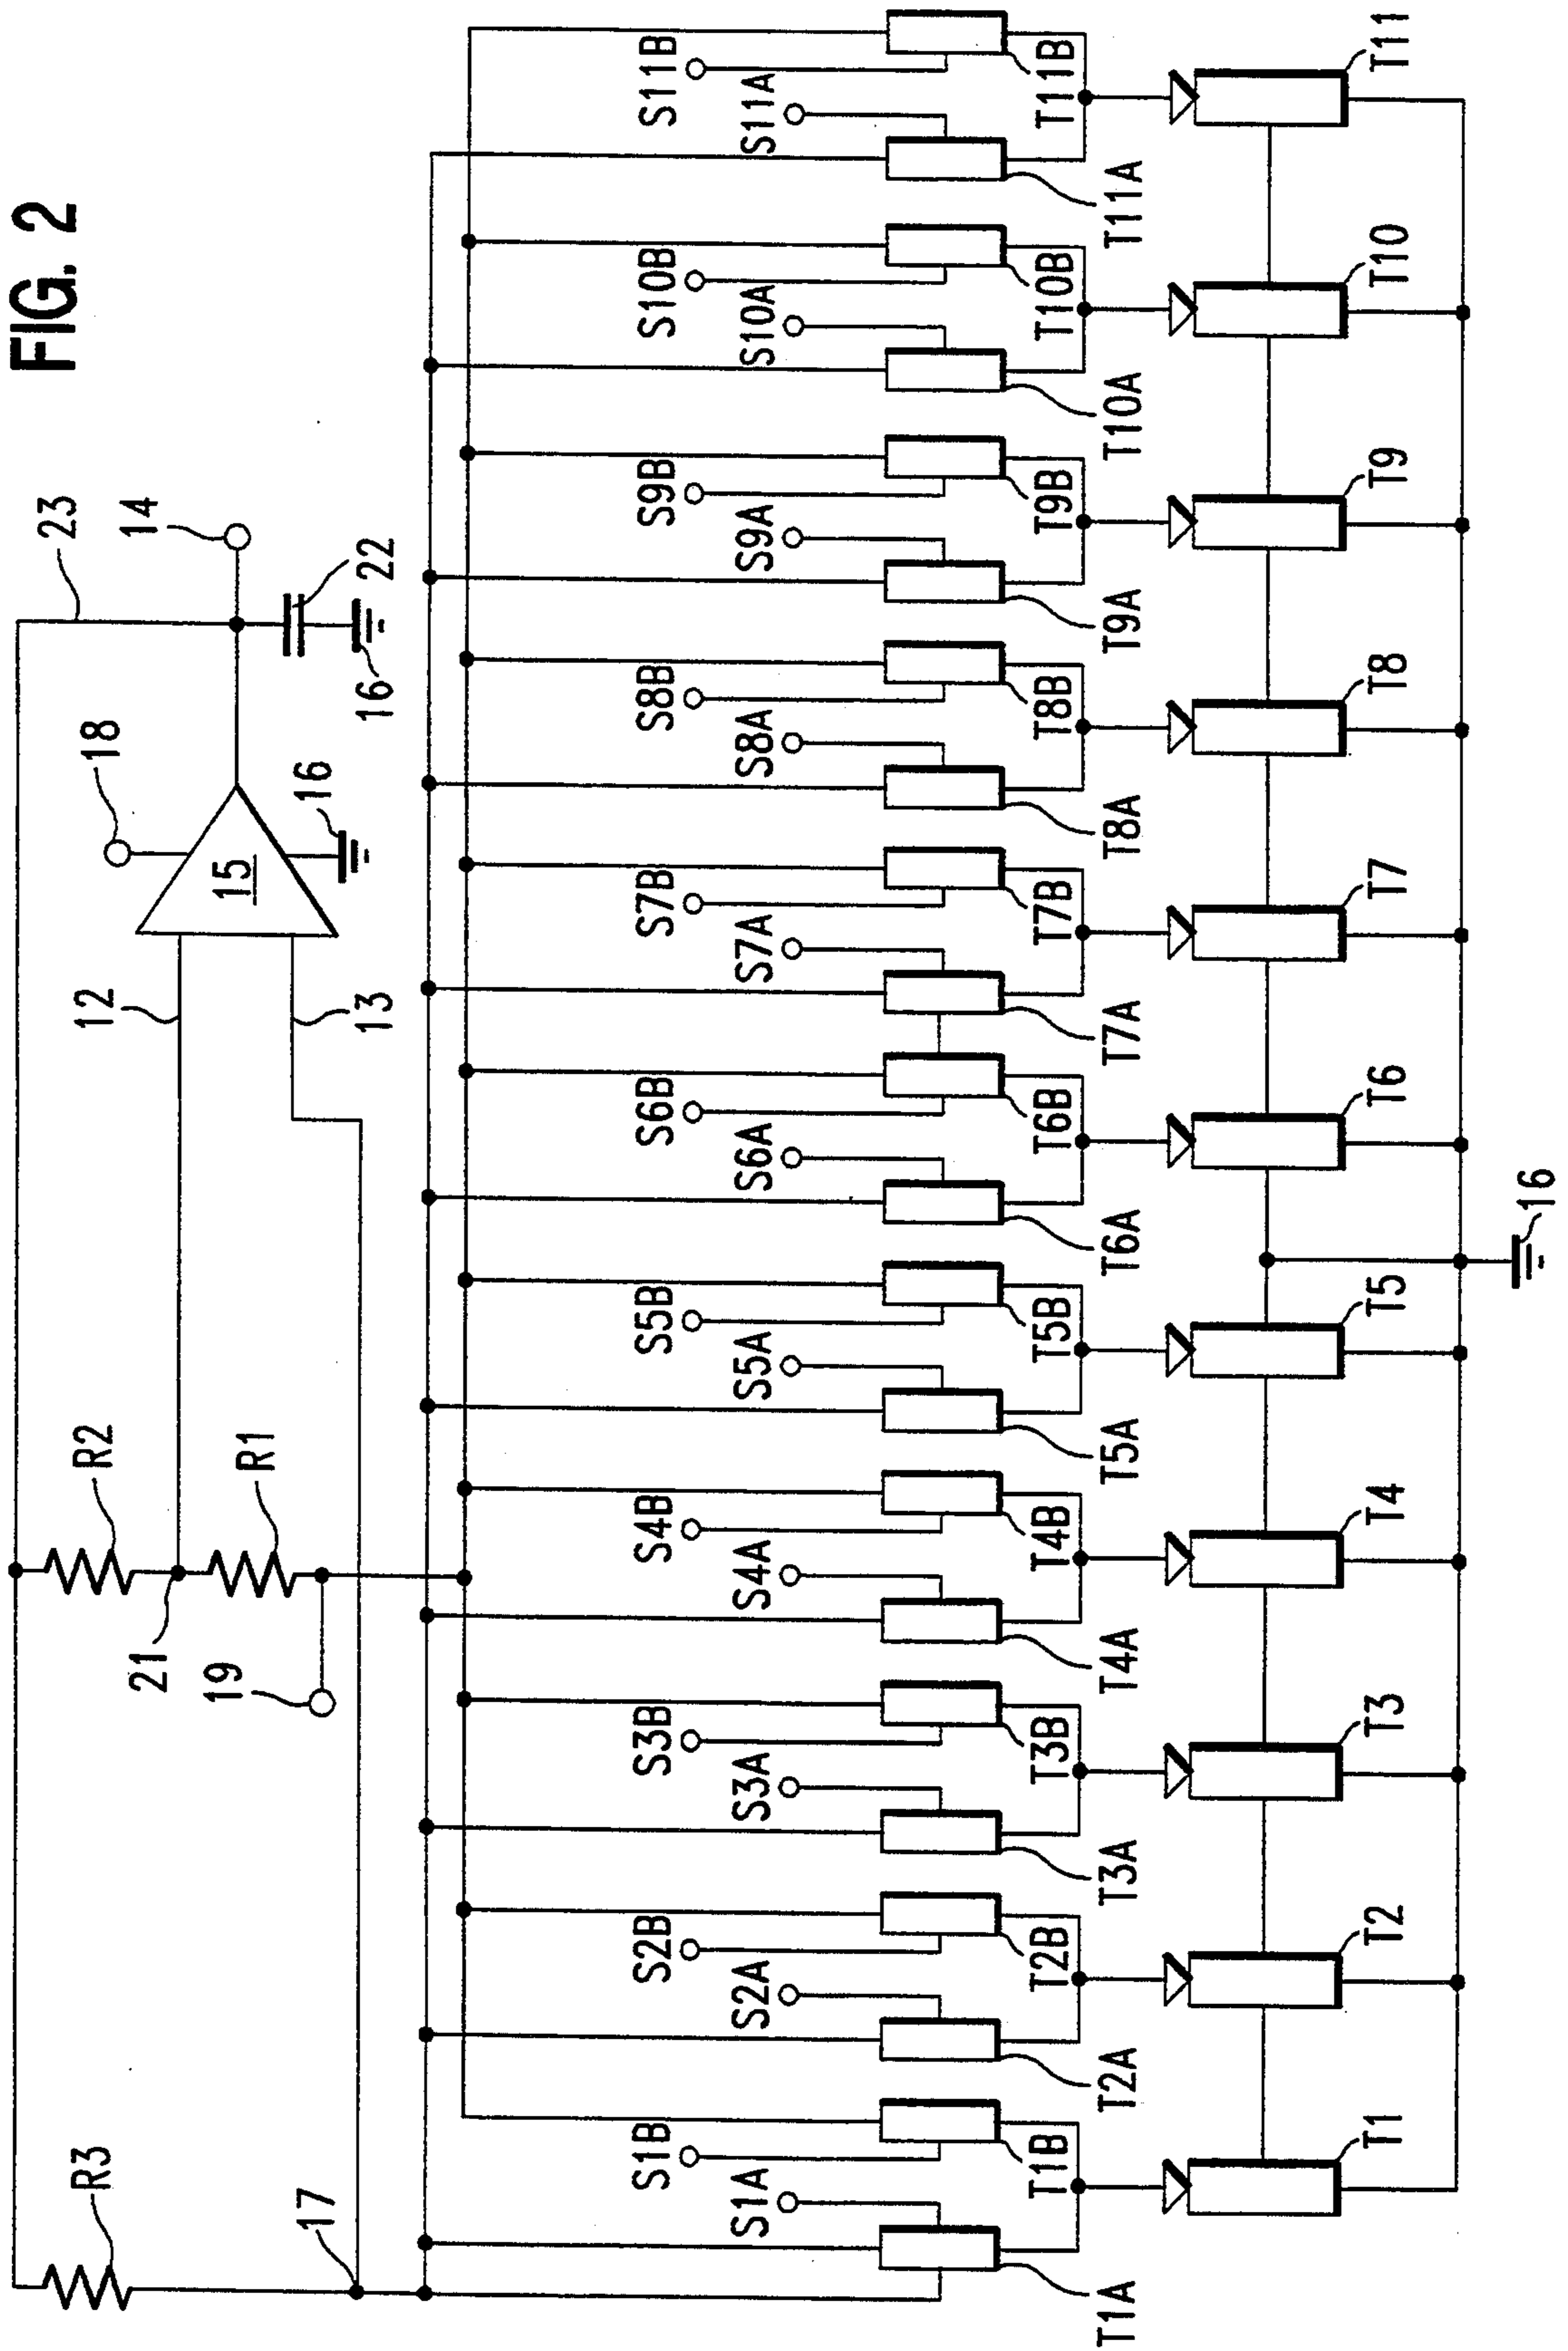 FIG. 2
23
14
18
22
16
16
15
12
13
R2
R1
21
19
R3
17
S1B
S2B
S3B
S4B
S5B
S6B
S7B
S8B
S9B
S10B
S11B
S1A
S2A
S3A
S4A
S5A
S6A
S7A
S8A
S9A
S10A
S11A
T1B
T2B
T3B
T4B
T5B
T6B
T7B
T8B
T9B
T10B
T11B
T1A
T2A
T3A
T4A
T5A
T6A
T7A
T8A
T9A
T10A
T11A
T1
T2
T3
T4
T5
T6
T7
T8
T9
T10
T11
16